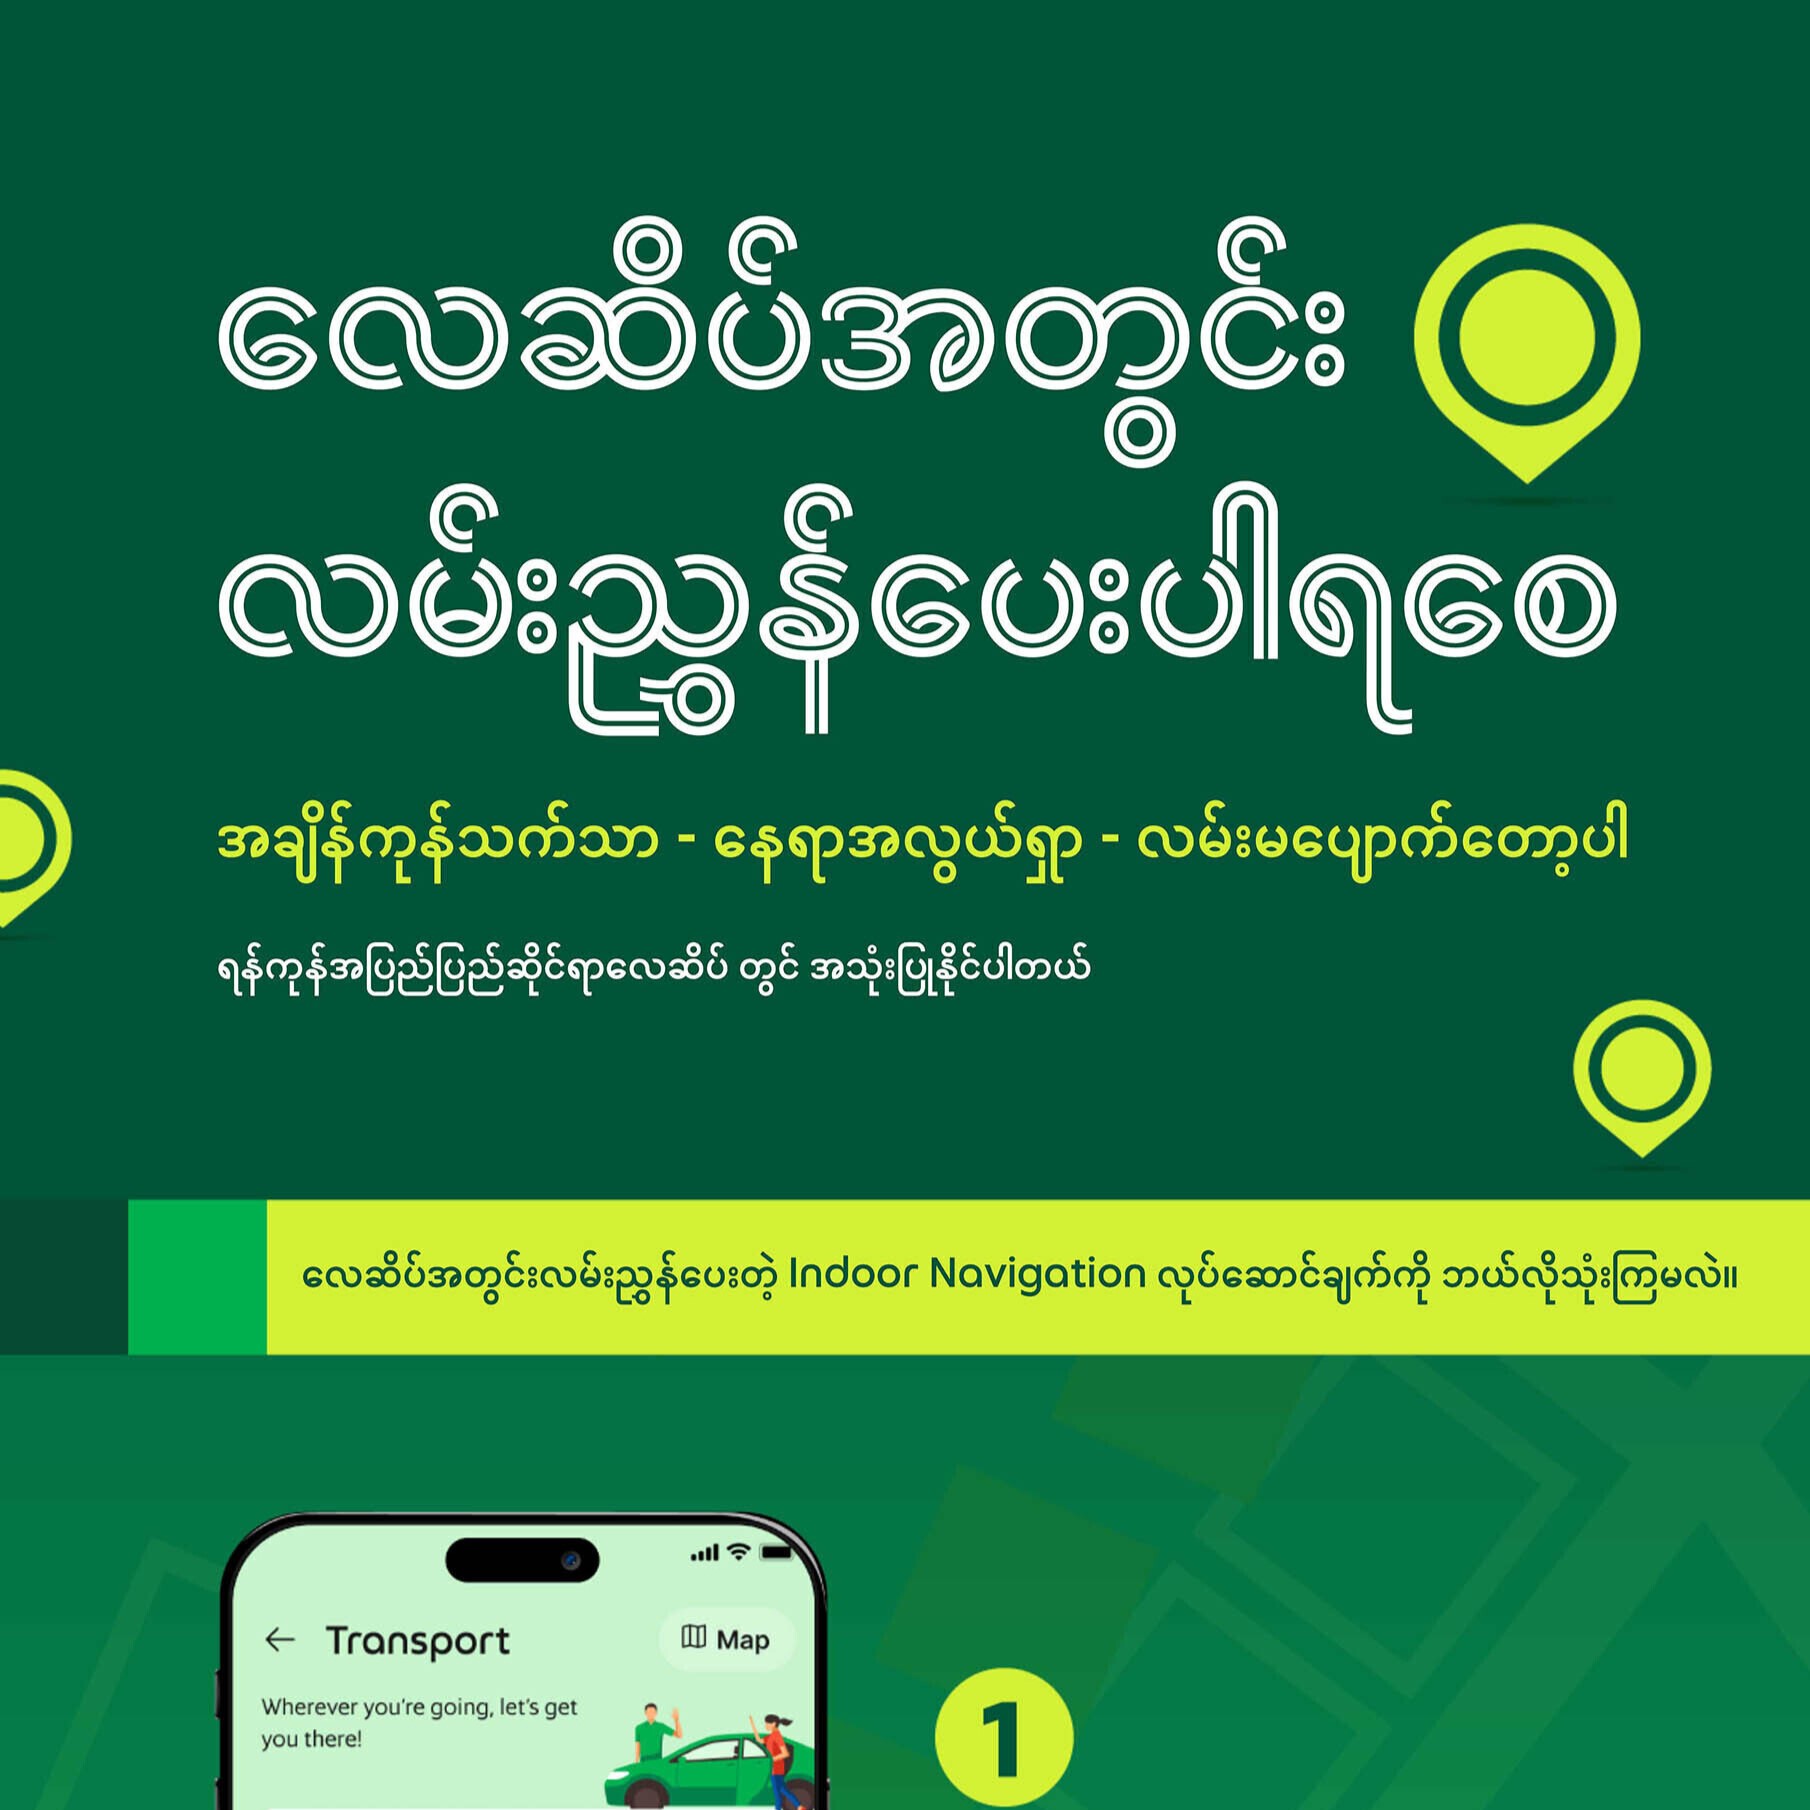 လေဆိပ်အတွင်း
လမ်းညွှန်ပေးပါရစေ
အချိန်ကုန်သက်သာ - နေရာအလွယ်ရှာ - လမ်းမပျောက်တော့ပါ
ရန်ကုန်အပြည်ပြည်ဆိုင်ရာလေဆိပ် တွင် အသုံးပြုနိုင်ပါတယ်
လေဆိပ်အတွင်းလမ်းညွှန်ပေးတဲ့ Indoor Navigation လုပ်ဆောင်ချက်ကို ဘယ်လိုသုံးကြမလဲ။
Transport
Map
Wherever you're going, let's get
you there!
1